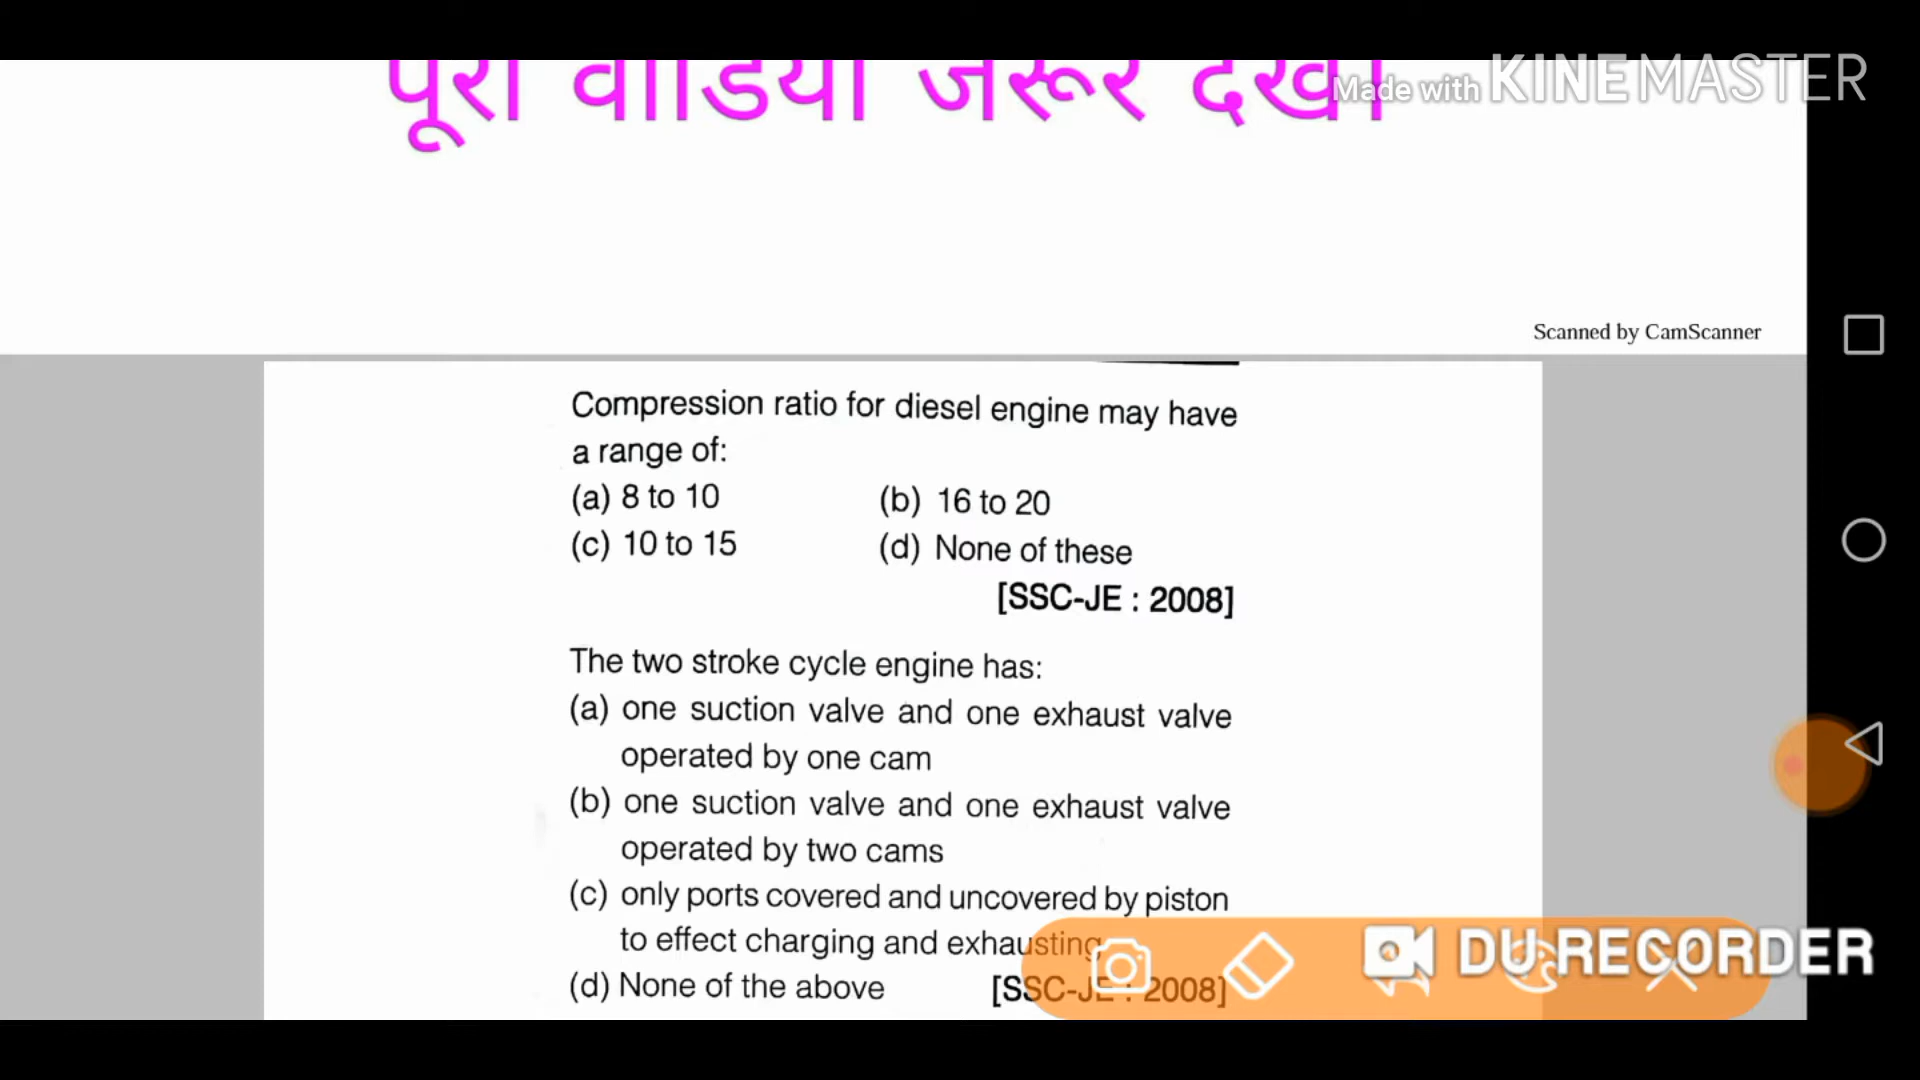 Made with KINEMASTER
Scanned by CamScanner
Compression ratio for diesel engine may have
a range of:
(a) 8 to 10 (b) 16 to 20
(c) 10 to 15 (d) None of these
[SSC-JE : 2008]
The two stroke cycle engine has:
(a) one suction valve and one exhaust valve
operated by one cam
(b) one suction valve and one exhaust valve
operated by two cams
(c) only ports covered and uncovered by piston
to effect charging and exhausting
(d) None of the above [SSC-JE : 2008]
DU RECORDER